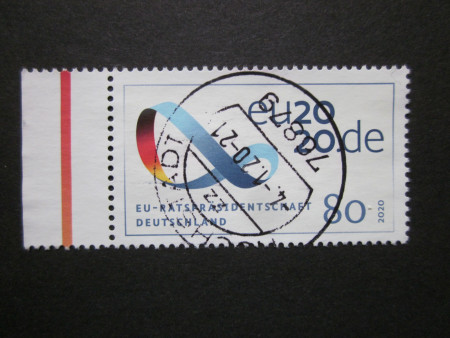 eu20
20.de
EU-RATSPRÄSIDENTSCHAFT
DEUTSCHLAND
80
2020